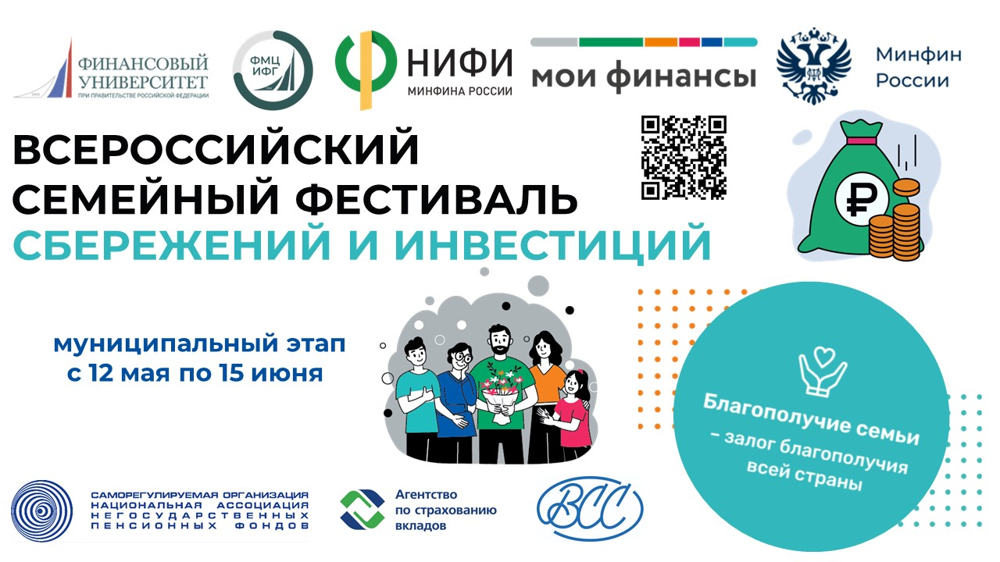 ФИНАНСОВЫЙ
УНИВЕРСИТЕТ
ПРИ ПРАВИТЕЛЬСТВЕ РОССИЙСКОЙ ФЕДЕРАЦИИ
ФМЦ
ИФГ
НИФИ
МИНФИНА РОССИИ
мои финансы
Минфин
России
ВСЕРОССИЙСКИЙ
СЕМЕЙНЫЙ ФЕСТИВАЛЬ
СБЕРЕЖЕНИЙ И ИНВЕСТИЦИЙ
₽
муниципальный этап
с 12 мая по 15 июня
Благополучие семьи
– залог благополучия
всей страны
САМОРЕГУЛИРУЕМАЯ ОРГАНИЗАЦИЯ
НАЦИОНАЛЬНАЯ АССОЦИАЦИЯ
НЕГОСУДАРСТВЕННЫХ
ПЕНСИОННЫХ ФОНДОВ
Агентство
по страхованию
вкладов
ВСС